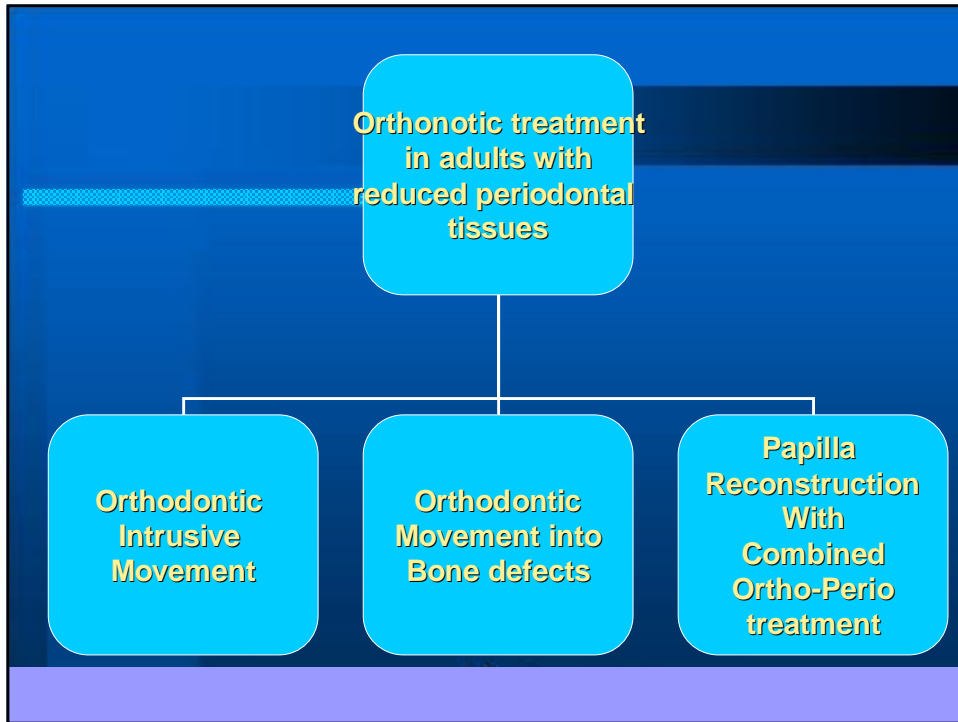 Orthonotic treatment
in adults with
reduced periodontal
tissues
Orthodontic
Intrusive
Movement
Orthodontic
Movement into
Bone defects
Papilla
Reconstruction
With
Combined
Ortho-Perio
treatment